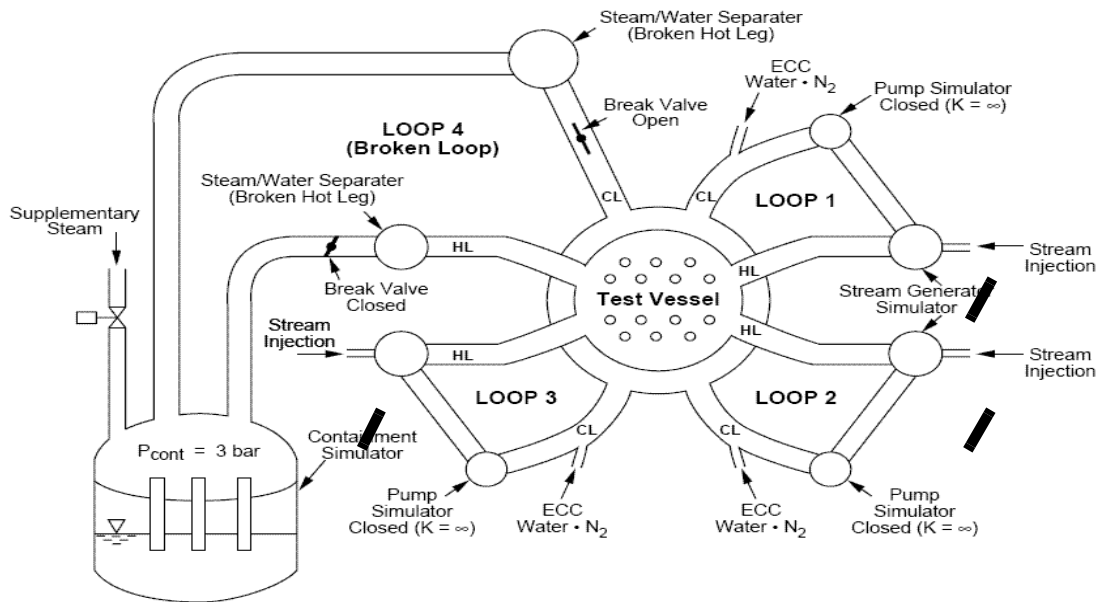 Steam/Water Separater
(Broken Hot Leg)
ECC
Water • N2
Pump Simulator
Closed (K = ∞)
Break Valve
Open
LOOP 4
(Broken Loop)
Steam/Water Separater
(Broken Hot Leg)
CL
CL
LOOP 1
Supplementary
Steam
HL
HL
Stream
Injection
Break Valve
Closed
Test Vessel
Stream Generator
Simulator
Stream
Injection
HL
HL
Stream
Injection
LOOP 3
LOOP 2
CL
CL
Pcont = 3 bar
Containment
Simulator
Pump
Simulator
Closed (K = ∞)
ECC
Water • N2
ECC
Water • N2
Pump
Simulator
Closed (K = ∞)